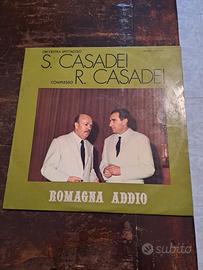 ORCHESTRA SPETTACOLO
S. CASADEI
COMPLESSO R. CASADEI
ROMAGNA ADDIO
subito